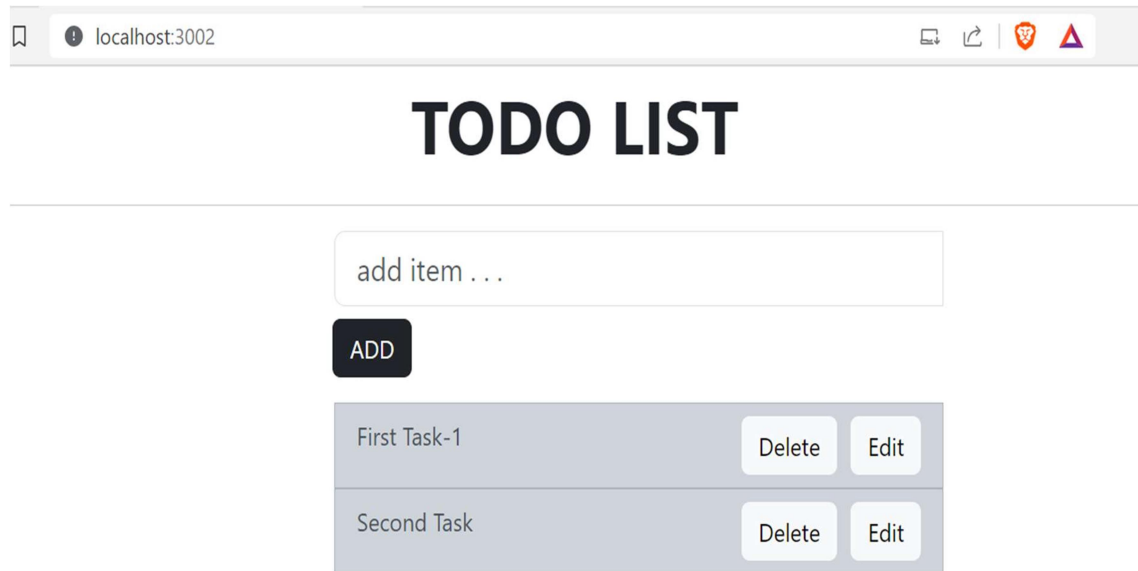 localhost:3002
TODO LIST
add item . . .
ADD
First Task-1 Delete Edit
Second Task Delete Edit